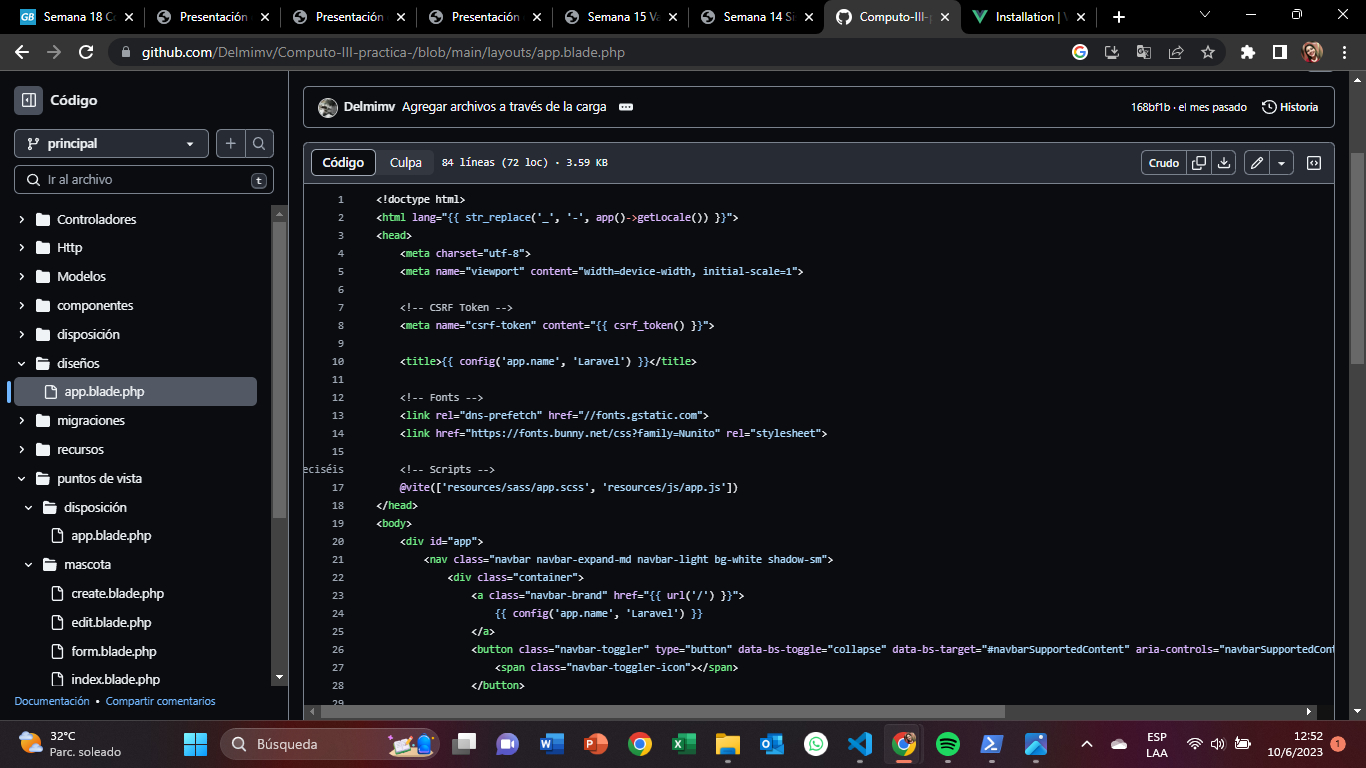 Semana 18 Co
Presentación
Presentación
Presentación
Semana 15 Va
Semana 14 Si
Computo-III-p
Installation | V
github.com/Delmimv/Computo-III-practica-/blob/main/layouts/app.blade.php
Código
principal
Ir al archivo
t
Controladores
Http
Modelos
componentes
disposición
diseños
app.blade.php
migraciones
recursos
puntos de vista
disposición
app.blade.php
mascota
create.blade.php
edit.blade.php
form.blade.php
index.blade.php
Documentación • Compartir comentarios
Delmimv Agregar archivos a través de la carga
168bf1b · el mes pasado
Historia
Código Culpa 84 líneas (72 loc) · 3.59 KB
Crudo
1 <!doctype html>
2 <html lang="{{ str_replace('_', '-', app()->getLocale()) }}">
3 <head>
4 <meta charset="utf-8">
5 <meta name="viewport" content="width=device-width, initial-scale=1">
6
7 <!-- CSRF Token -->
8 <meta name="csrf-token" content="{{ csrf_token() }}">
9
10 <title>{{ config('app.name', 'Laravel') }}</title>
11
12 <!-- Fonts -->
13 <link rel="dns-prefetch" href="//fonts.gstatic.com">
14 <link href="https://fonts.bunny.net/css?family=Nunito" rel="stylesheet">
15
eciséis <!-- Scripts -->
17 @vite(['resources/sass/app.scss', 'resources/js/app.js'])
18 </head>
19 <body>
20 <div id="app">
21 <nav class="navbar navbar-expand-md navbar-light bg-white shadow-sm">
22 <div class="container">
23 <a class="navbar-brand" href="{{ url('/') }}">
24 {{ config('app.name', 'Laravel') }}
25 </a>
26 <button class="navbar-toggler" type="button" data-bs-toggle="collapse" data-bs-target="#navbarSupportedContent" aria-controls="navbarSupportedCont
27 <span class="navbar-toggler-icon"></span>
28 </button>
29
32°C
Parc. soleado
Búsqueda
ESP
LAA
12:52
10/6/2023
1